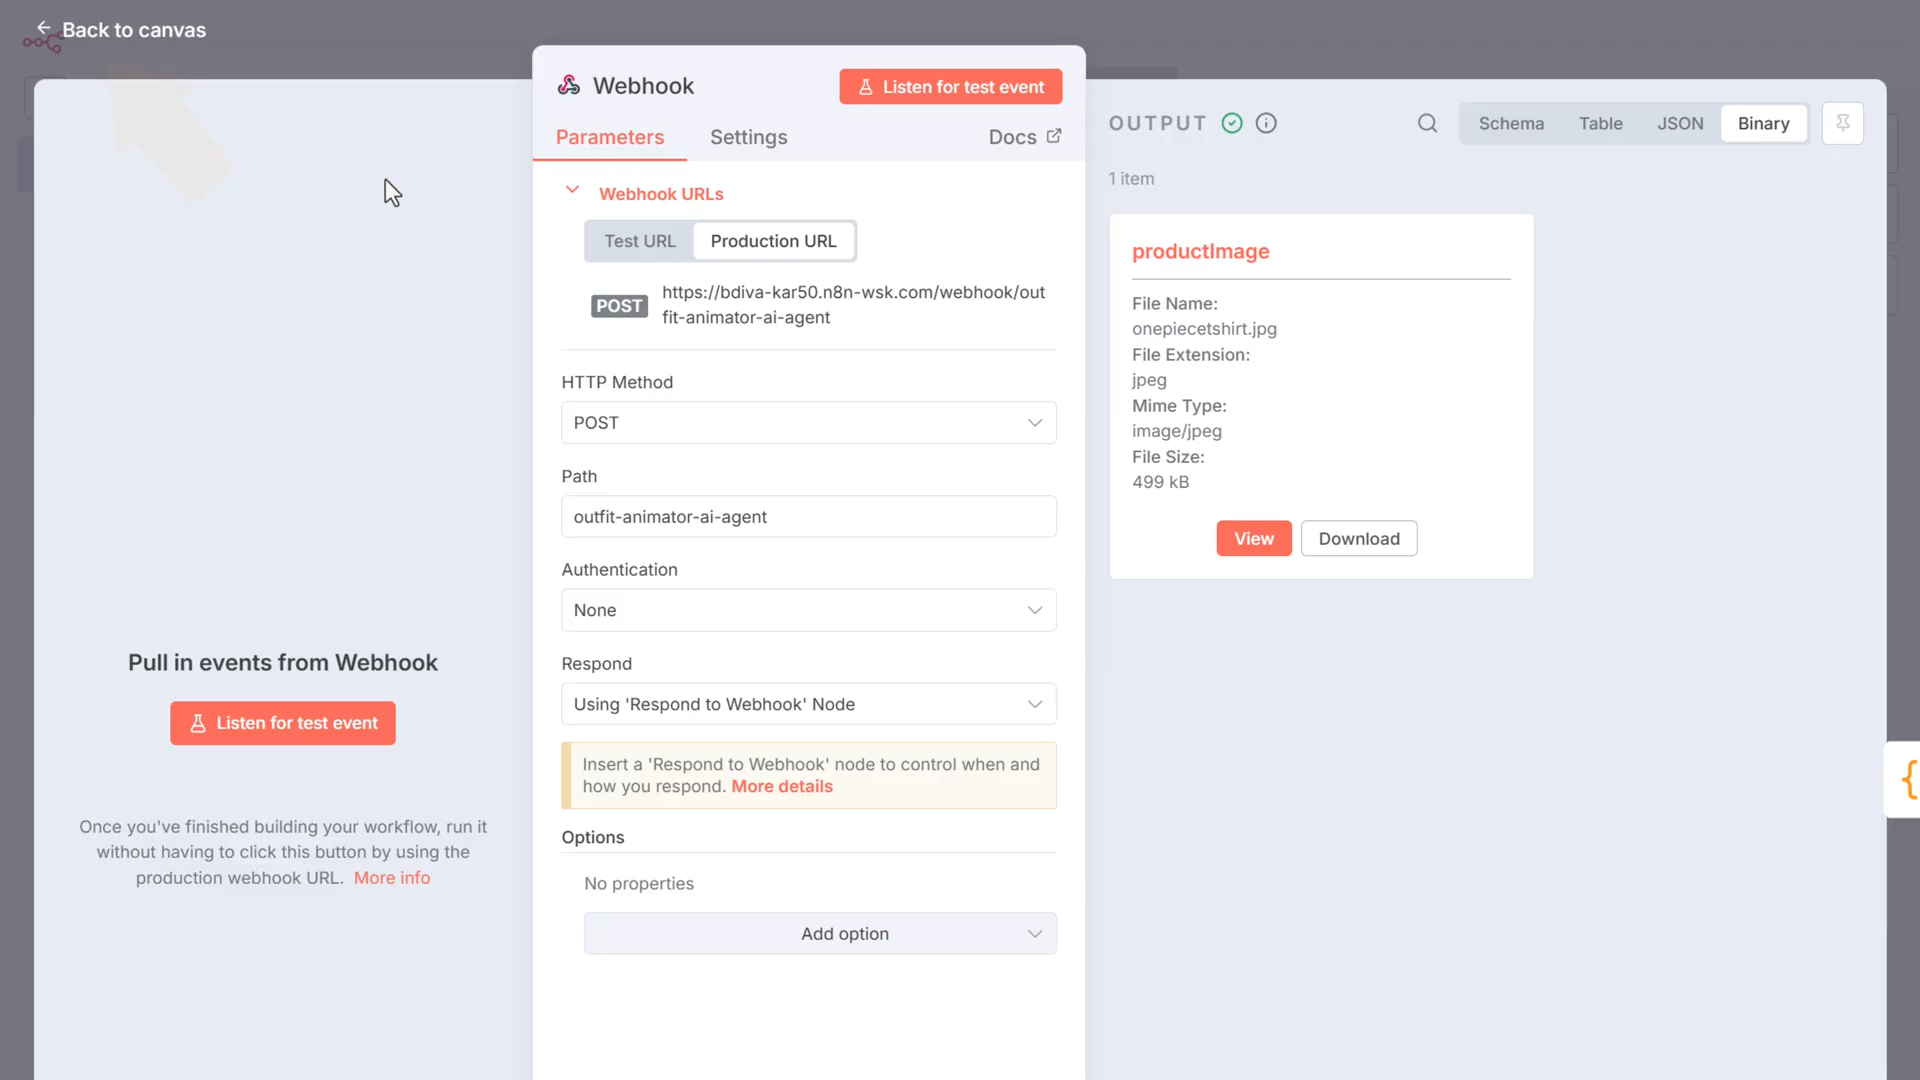 Back to canvas
Webhook
Listen for test event
Parameters
Settings
Docs
Webhook URLs
Test URL
Production URL
POST
https://bdiva-kar50.n8n-wsk.com/webhook/out
fit-animator-ai-agent
HTTP Method
POST
Path
outfit-animator-ai-agent
Authentication
None
Respond
Using 'Respond to Webhook' Node
Insert a 'Respond to Webhook' node to control when and
how you respond. More details
Options
No properties
Add option
Pull in events from Webhook
Listen for test event
Once you've finished building your workflow, run it
without having to click this button by using the
production webhook URL. More info
OUTPUT
Schema
Table
JSON
Binary
1 item
productImage
File Name:
onepiecetshirt.jpg
File Extension:
jpeg
Mime Type:
image/jpeg
File Size:
499 kB
View
Download
{